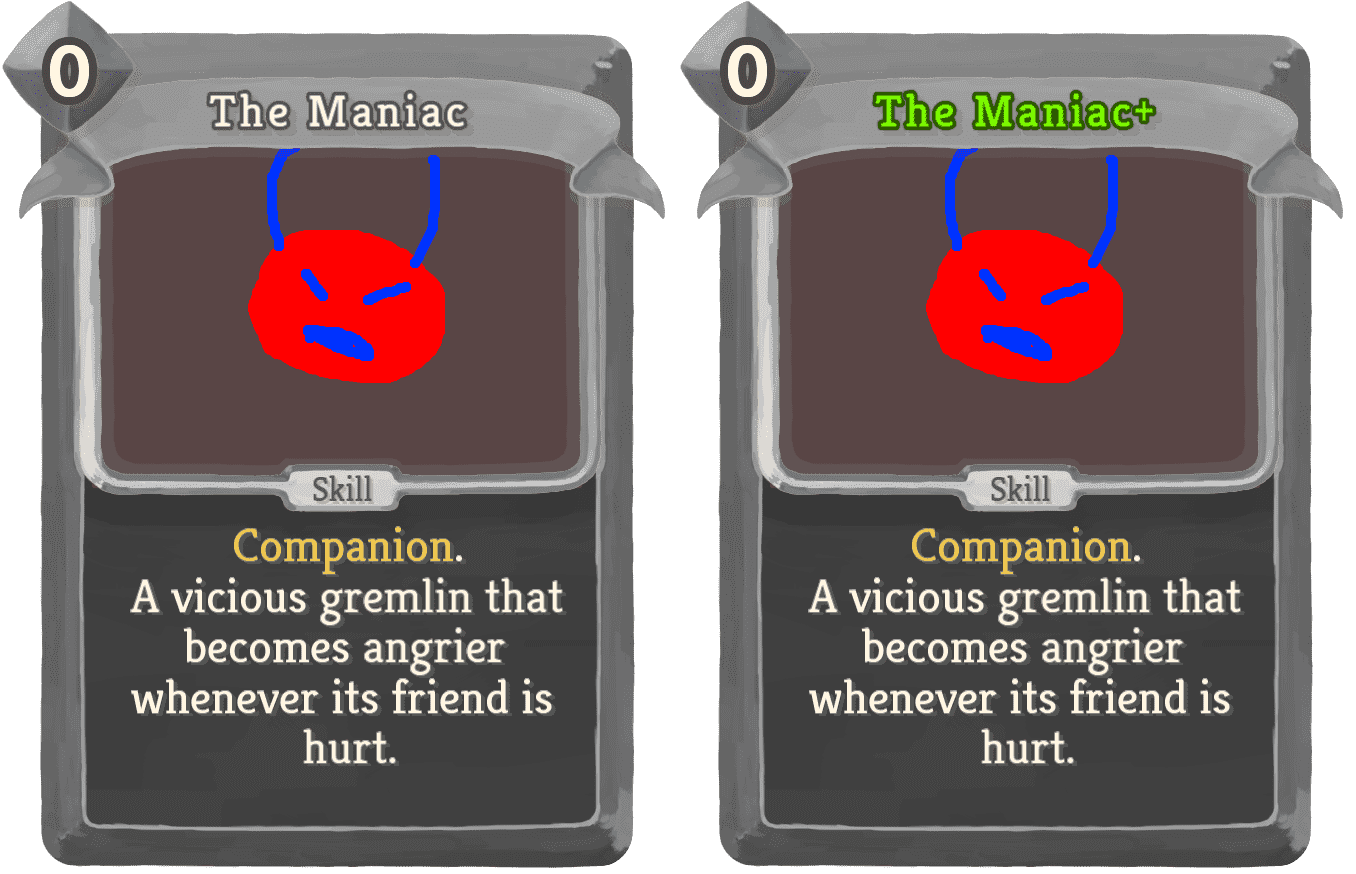 0
The Maniac
Skill
Companion.
A vicious gremlin that
becomes angrier
whenever its friend is
hurt.
0
The Maniac+
Skill
Companion.
A vicious gremlin that
becomes angrier
whenever its friend is
hurt.